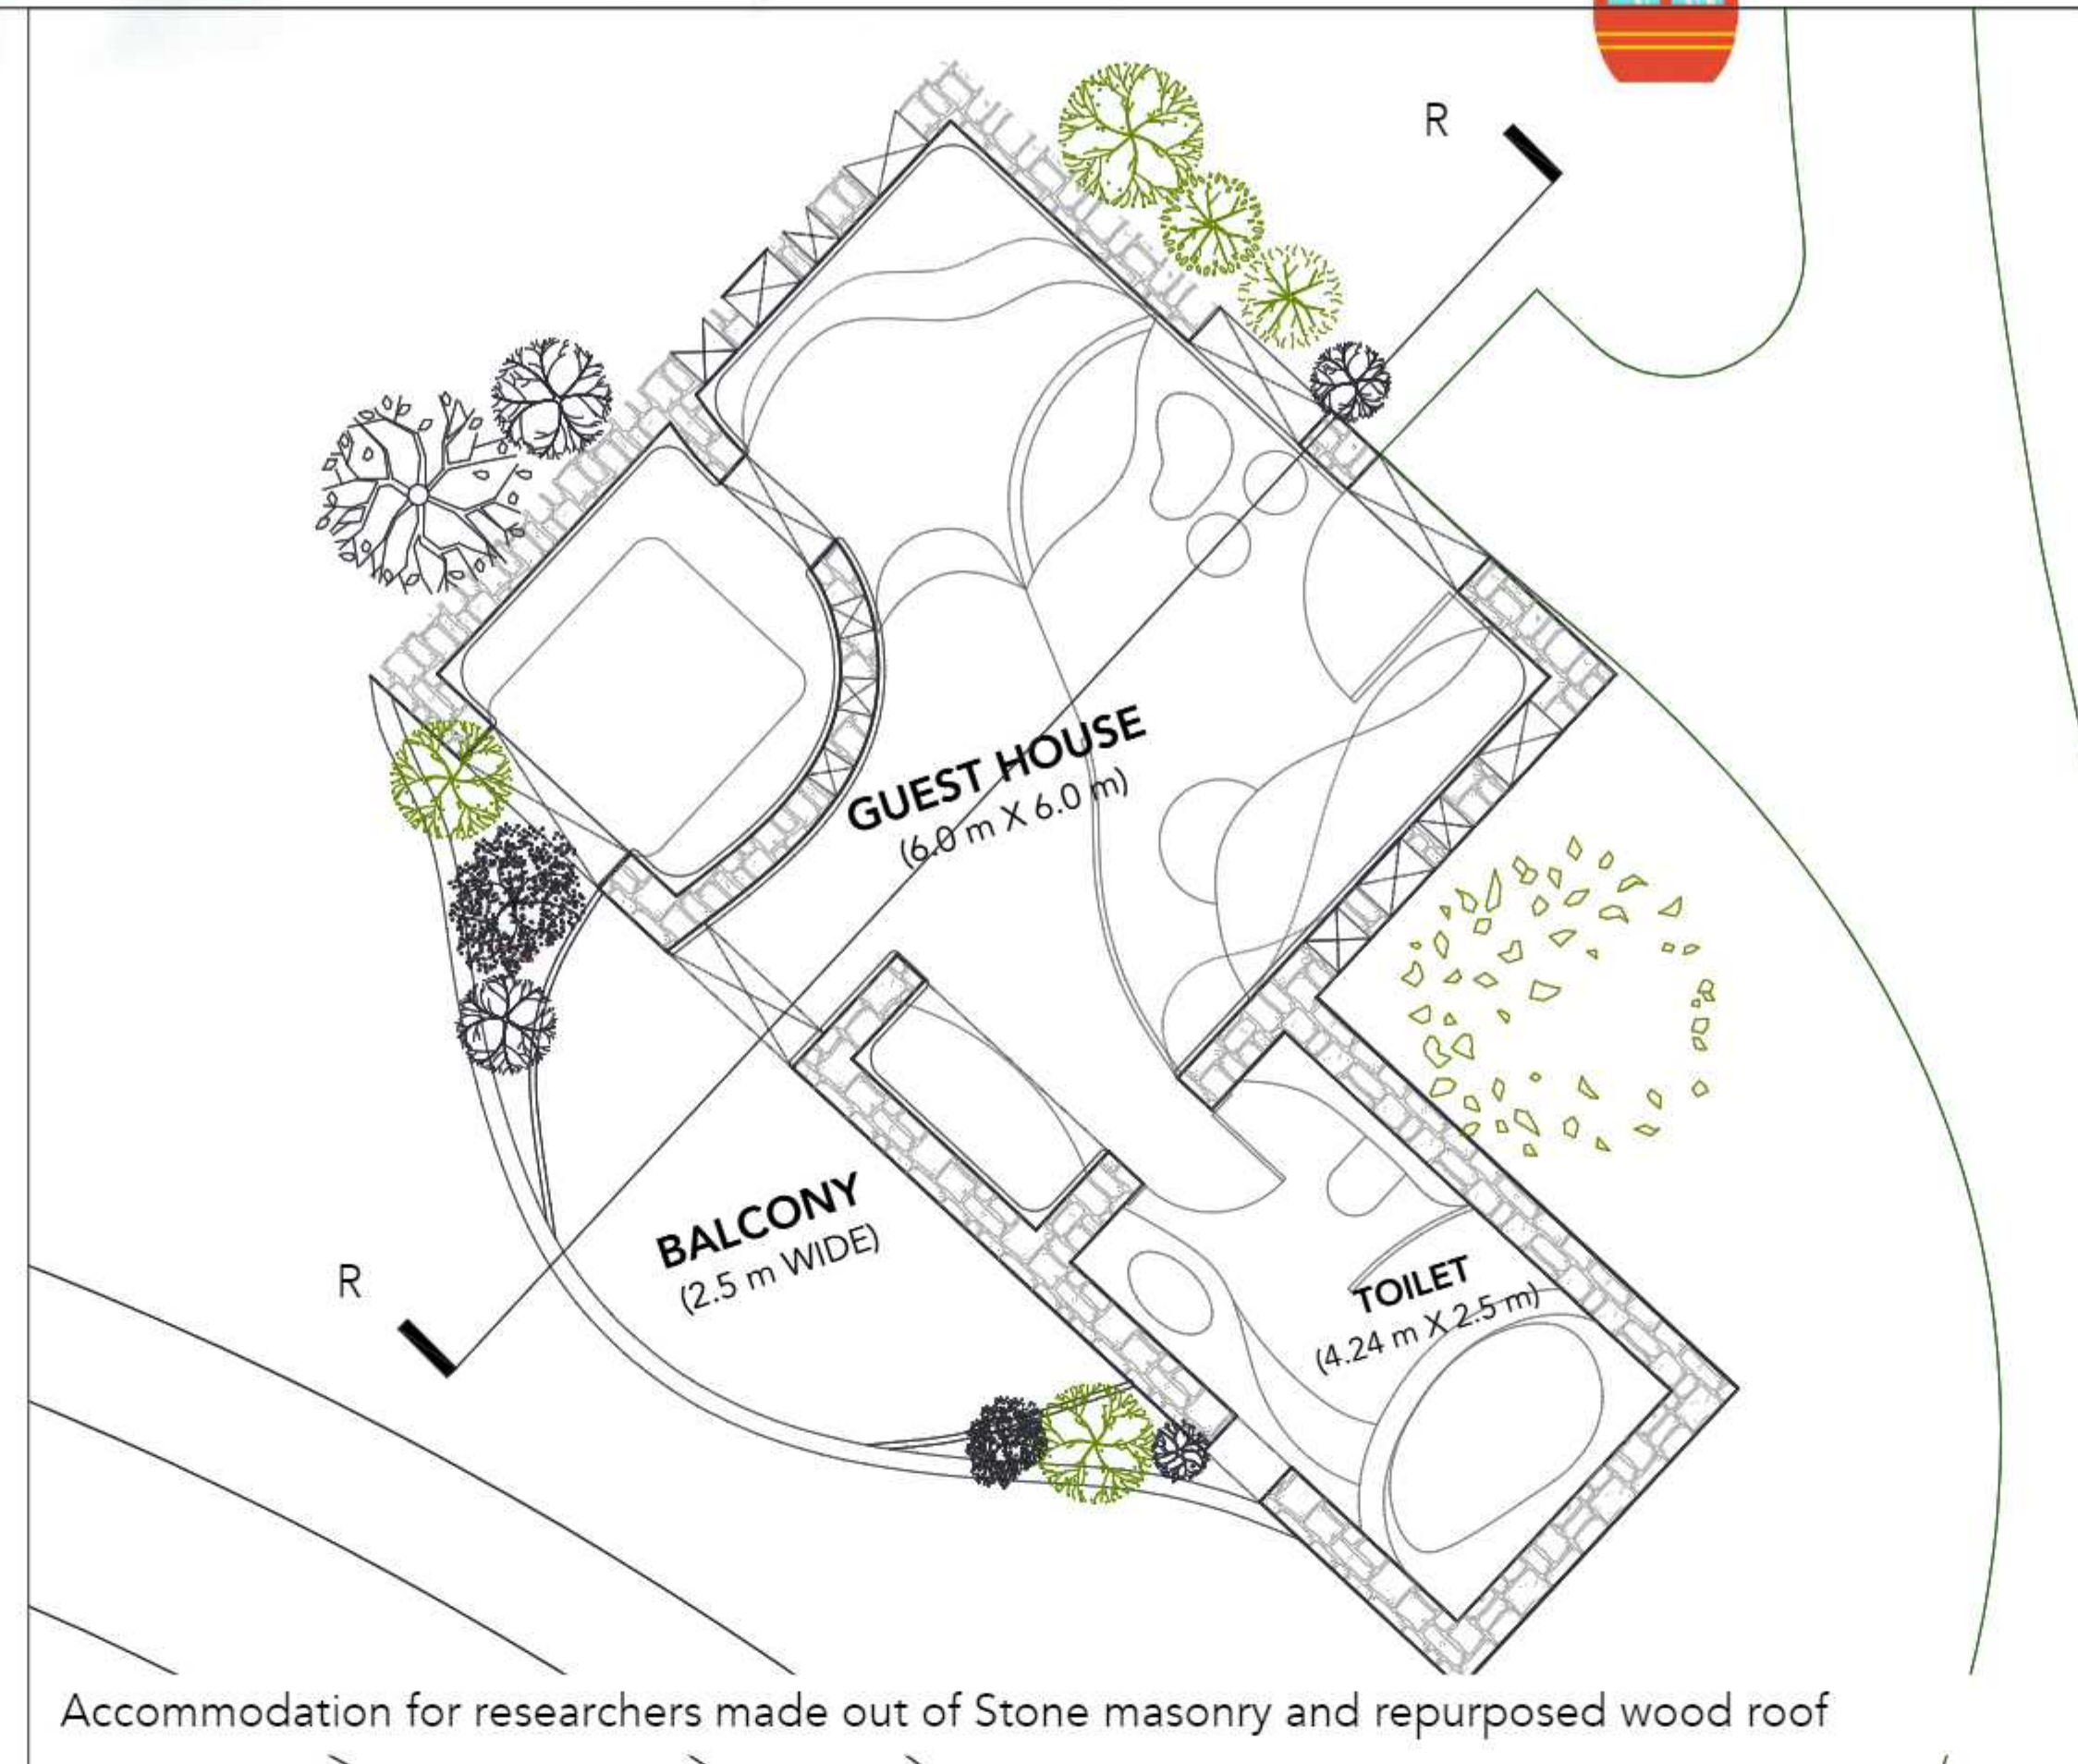 R
GUEST HOUSE
(6.0 m X 6.0 m)
BALCONY
(2.5 m WIDE)
R
TOILET
(4.24 m X 2.5 m)
Accommodation for researchers made out of Stone masonry and repurposed wood roof